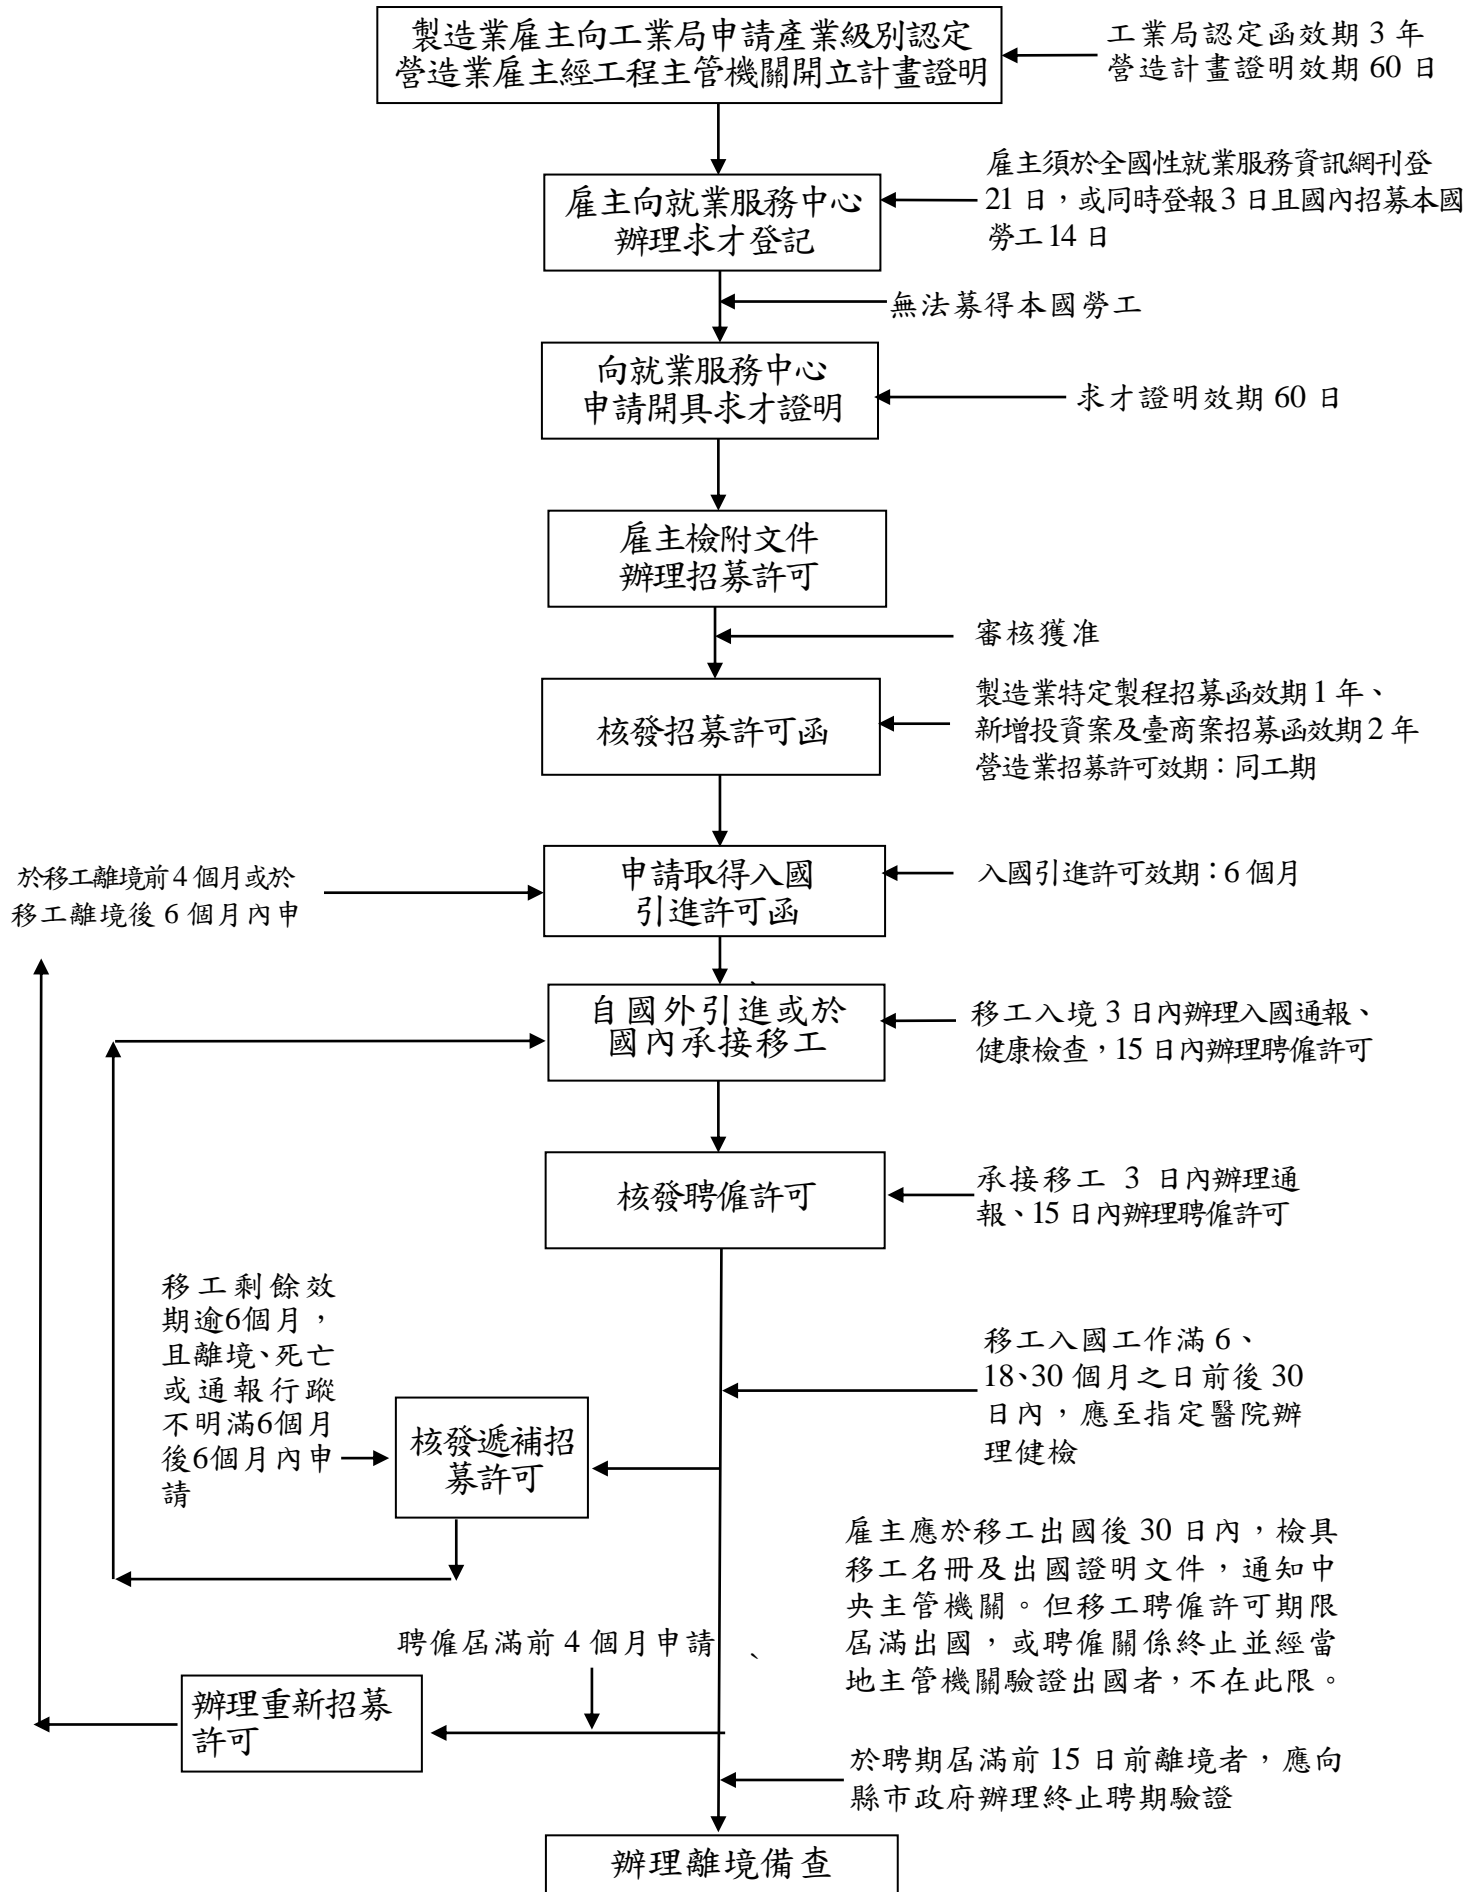 製造業雇主向工業局申請產業級別認定
營造業雇主經工程主管機關開立計畫證明
工業局認定函效期 3 年
營造計畫證明效期 60 日
雇主向就業服務中心
辦理求才登記
雇主須於全國性就業服務資訊網刊登
21 日，或同時登報 3 日且國內招募本國
勞工 14 日
無法募得本國勞工
向就業服務中心
申請開具求才證明
求才證明效期 60 日
雇主檢附文件
辦理招募許可
審核獲准
核發招募許可函
製造業特定製程招募函效期 1 年、
新增投資案及臺商案招募函效期 2 年
營造業招募許可效期：同工期
於移工離境前 4 個月或於
移工離境後 6 個月內申
申請取得入國
引進許可函
入國引進許可效期：6 個月
自國外引進或於
國內承接移工
移工入境 3 日內辦理入國通報、
健康檢查，15 日內辦理聘僱許可
核發聘僱許可
承接移工 3 日內辦理通
報、15 日內辦理聘僱許可
移工剩餘效
期逾6個月，
且離境、死亡
或通報行蹤
不明滿6個月
後6個月內申
請
核發遞補招
募許可
移工入國工作滿 6、
18、30 個月之日前後 30
日內，應至指定醫院辦
理健檢
雇主應於移工出國後 30 日內，檢具
移工名冊及出國證明文件，通知中
央主管機關。但移工聘僱許可期限
屆滿出國，或聘僱關係終止並經當
地主管機關驗證出國者，不在此限。
聘僱屆滿前 4 個月申請
、
辦理重新招募
許可
於聘期屆滿前 15 日前離境者，應向
縣市政府辦理終止聘期驗證
辦理離境備查